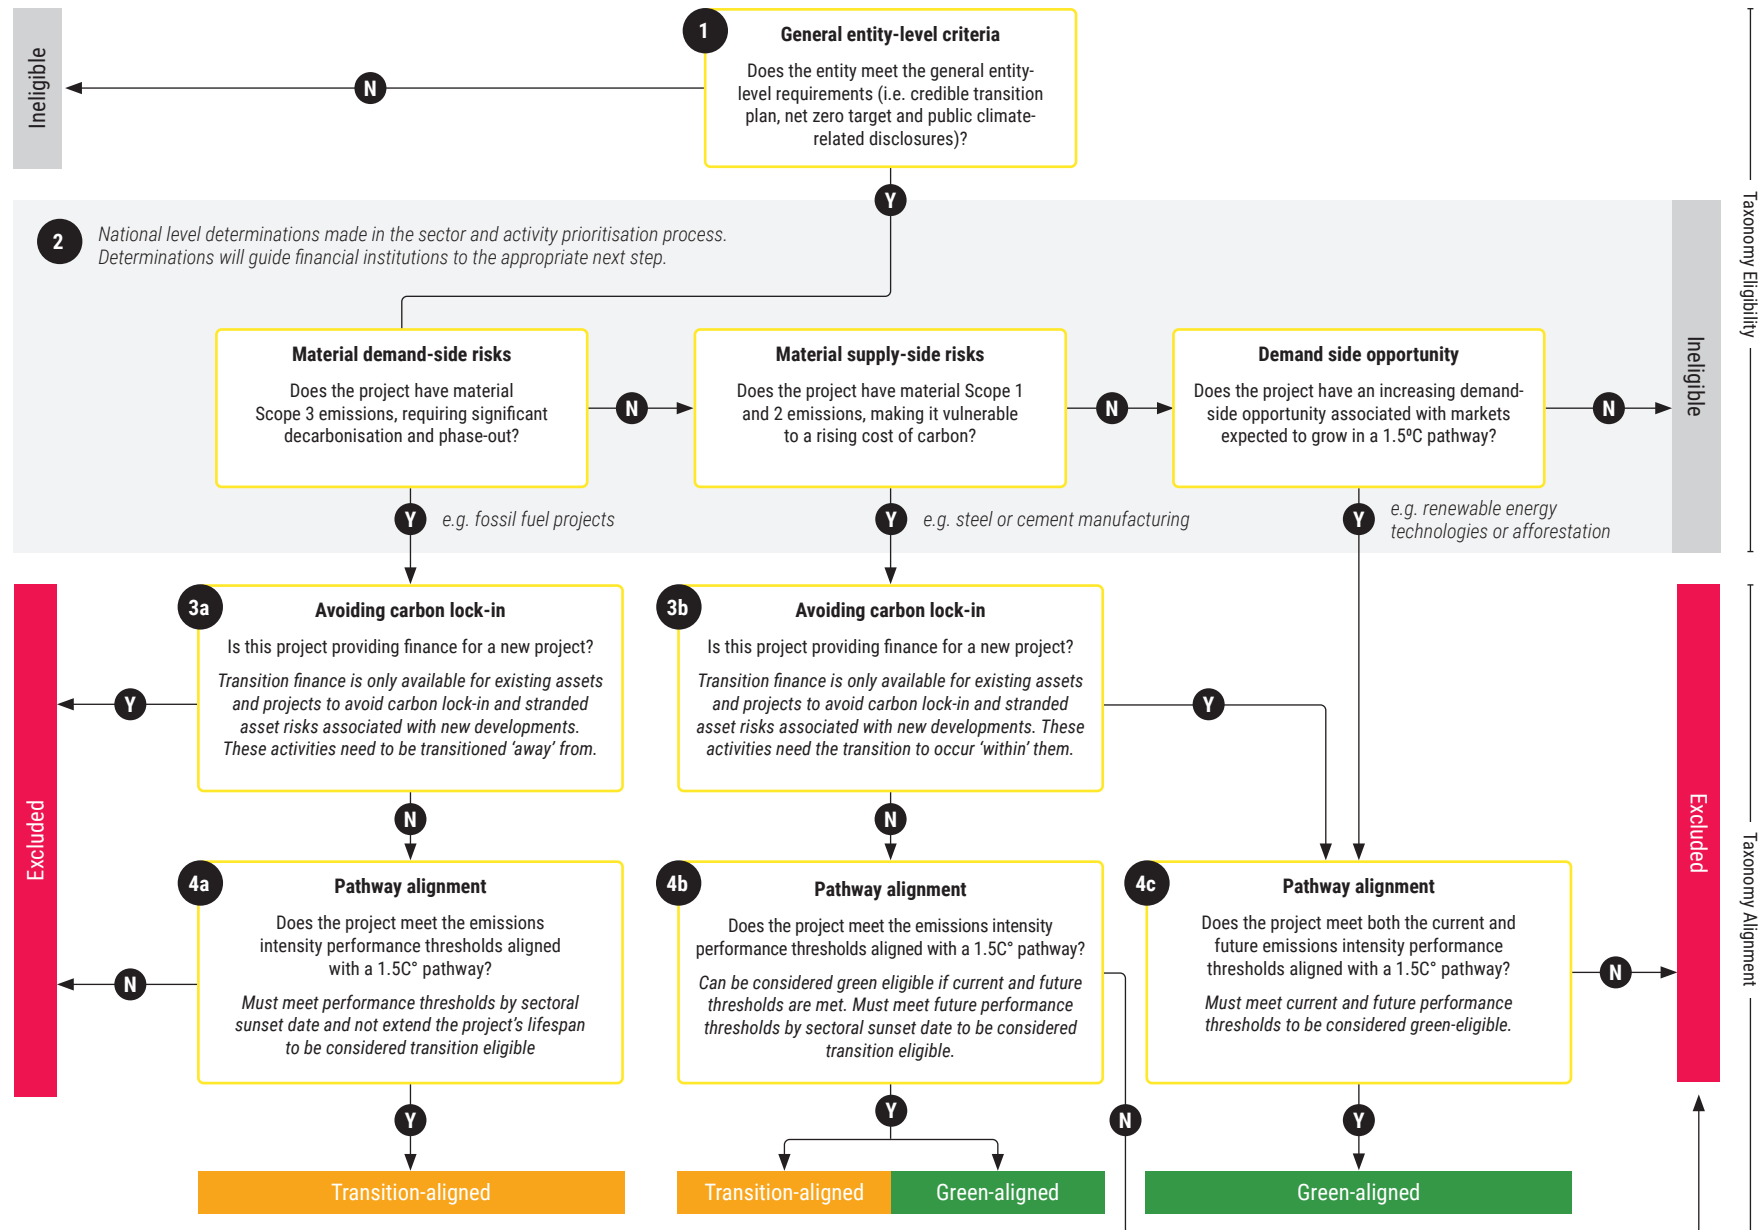 1
General entity-level criteria
Does the entity meet the general entity-
level requirements (i.e. credible transition
plan, net zero target and public climate-
related disclosures)?
N
Ineligible
Y
Taxonomy Eligibility
2
National level determinations made in the sector and activity prioritisation process.
Determinations will guide financial institutions to the appropriate next step.
Material demand-side risks
Does the project have material
Scope 3 emissions, requiring significant
decarbonisation and phase-out?
N
Material supply-side risks
Does the project have material Scope 1
and 2 emissions, making it vulnerable
to a rising cost of carbon?
N
Demand side opportunity
Does the project have an increasing demand-
side opportunity associated with markets
expected to grow in a 1.5ºC pathway?
N
Ineligible
Y
e.g. fossil fuel projects
Y
e.g. steel or cement manufacturing
Y
e.g. renewable energy
technologies or afforestation
3a
Avoiding carbon lock-in
Is this project providing finance for a new project?
Transition finance is only available for existing assets
and projects to avoid carbon lock-in and stranded
asset risks associated with new developments.
These activities need to be transitioned ‘away’ from.
Y
N
3b
Avoiding carbon lock-in
Is this project providing finance for a new project?
Transition finance is only available for existing assets
and projects to avoid carbon lock-in and stranded
asset risks associated with new developments. These
activities need the transition to occur ‘within’ them.
Y
N
Excluded
Excluded
Taxonomy Alignment
4a
Pathway alignment
Does the project meet the emissions
intensity performance thresholds aligned
with a 1.5C° pathway?
Must meet performance thresholds by sectoral
sunset date and not extend the project’s lifespan
to be considered transition eligible
N
Y
4b
Pathway alignment
Does the project meet the emissions intensity
performance thresholds aligned with a 1.5C° pathway?
Can be considered green eligible if current and future
thresholds are met. Must meet future performance
thresholds by sectoral sunset date to be considered
transition eligible.
Y
N
4c
Pathway alignment
Does the project meet both the current and
future emissions intensity performance
thresholds aligned with a 1.5C° pathway?
Must meet current and future performance
thresholds to be considered green-eligible.
N
Y
Transition-aligned
Transition-aligned
Green-aligned
Green-aligned